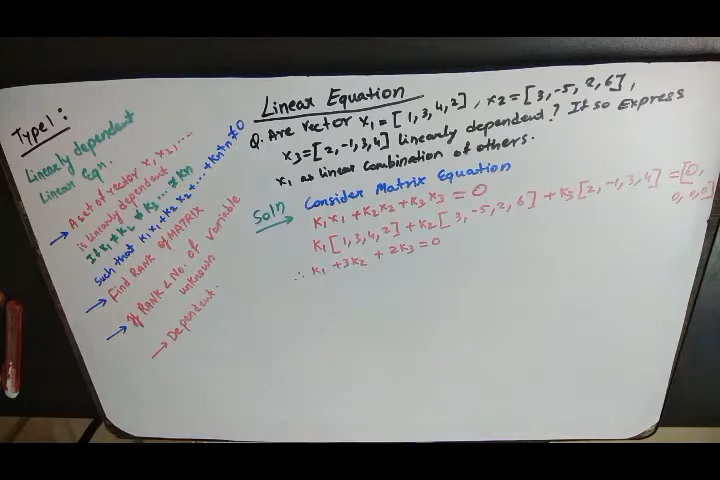 Type 1 :
Linearly dependent
Linear eqn.
→ A set of vector x1, x2, ....
is linearly dependent
If k1 ≠ k2 ≠ k3 ... ≠ kn
such that k1x1 + k2x2 + ... + knxn ≠ 0
→ Find RANK of MATRIX
→ If RANK < No. of variable
unknown
→ Dependent.
Linear Equation
Q. Are vector x1 = [1, 3, 4, 2], x2 = [3, -5, 2, 6],
x3 = [2, -1, 3, 4] linearly dependent? If so Express
x1 as linear combination of others.
Soln Consider Matrix Equation
k1x1 + k2x2 + k3x3 = 0
k1[1, 3, 4, 2] + k2[3, -5, 2, 6] + k3[2, -1, 3, 4] = [0,
0, 0, 0]
∴ k1 + 3k2 + 2k3 = 0